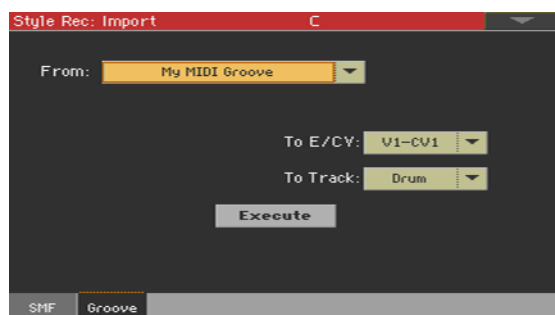 Style Rec: Import C
From: My MIDI Groove
To E/CV: V1-CV1
To Track: Drum
Execute
SMF Groove